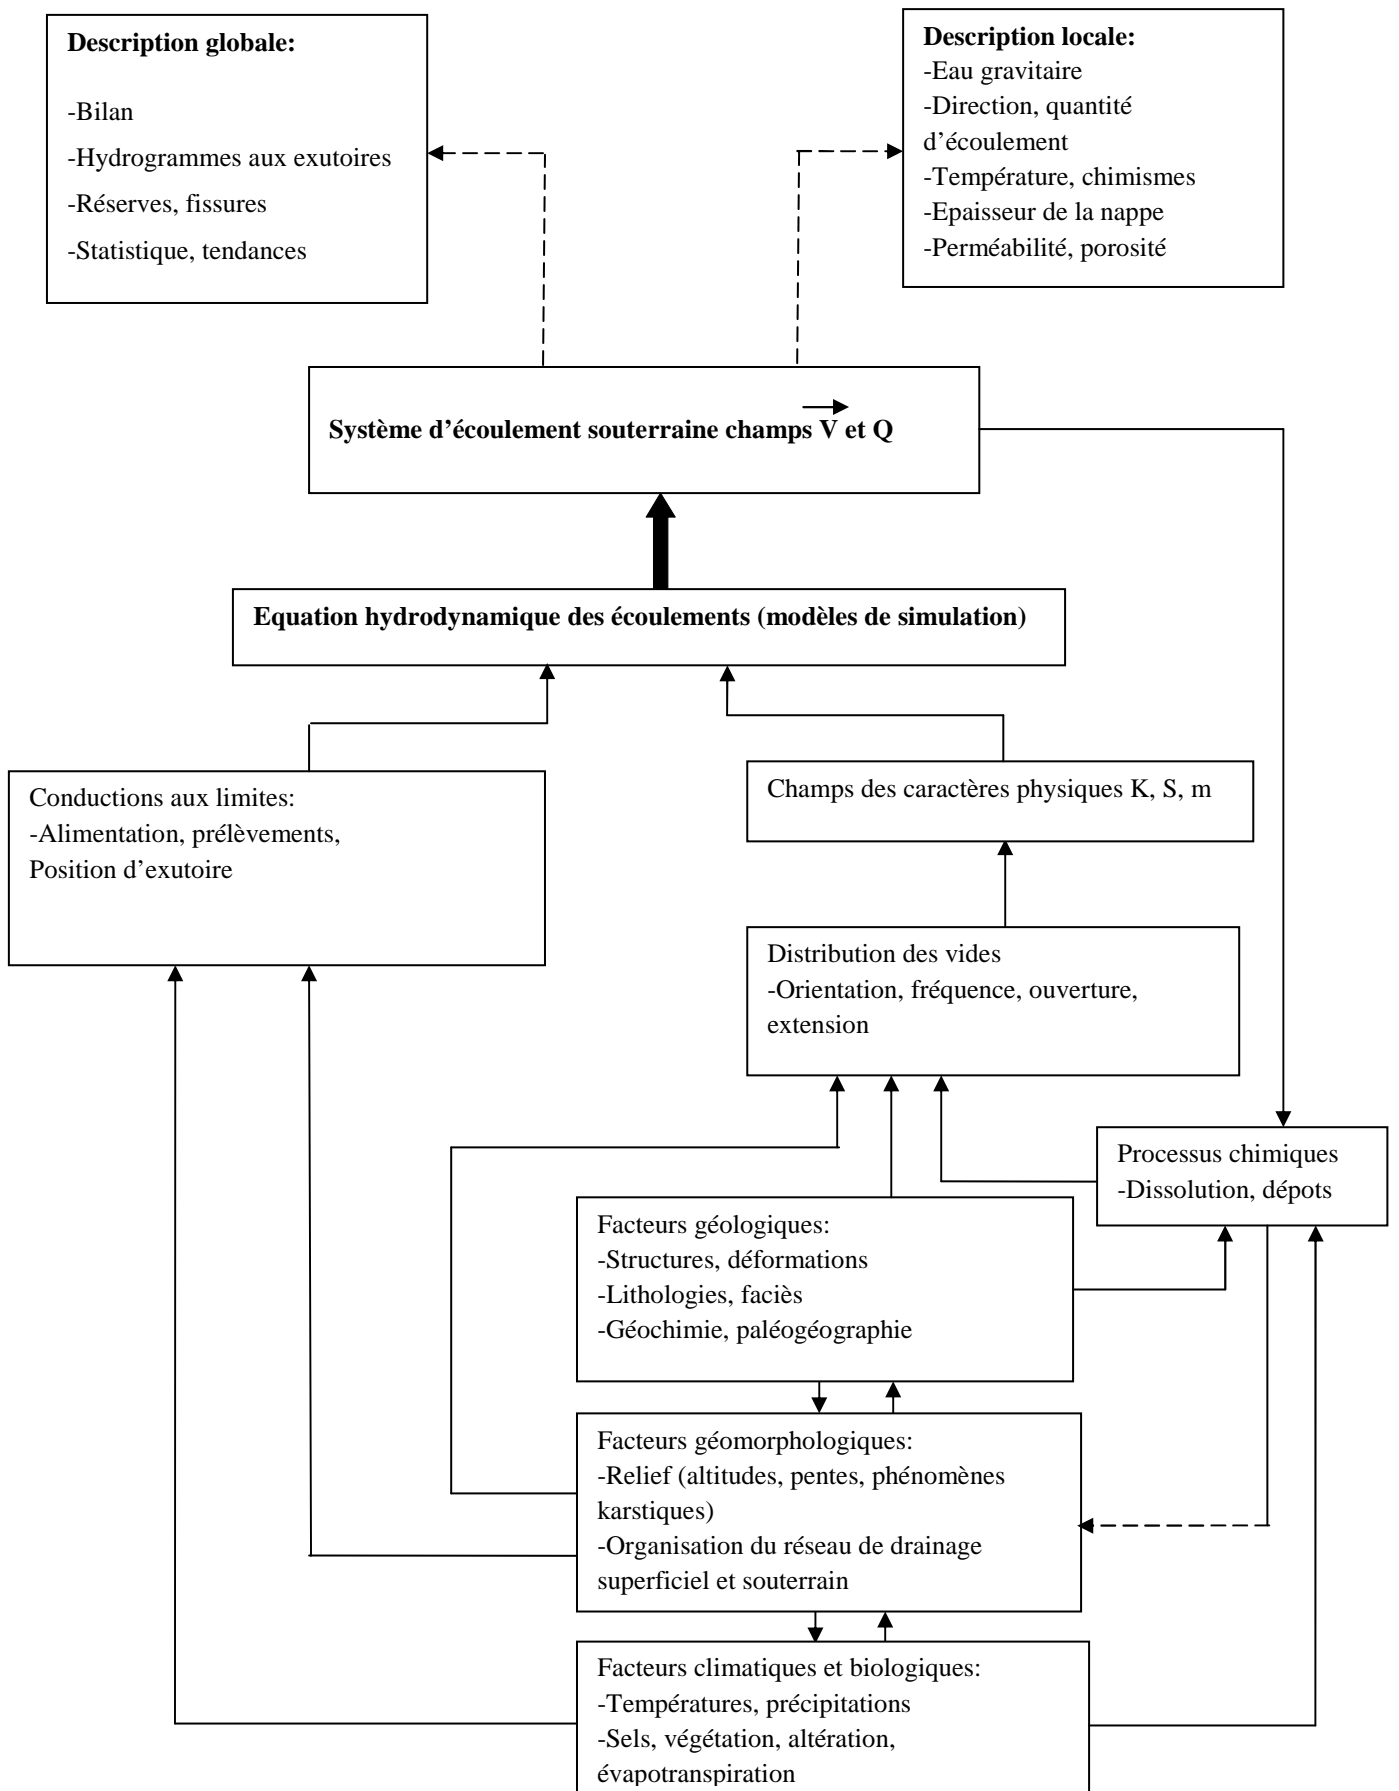 Description globale:
-Bilan
-Hydrogrammes aux exutoires
-Réserves, fissures
-Statistique, tendances
Description locale:
-Eau gravitaire
-Direction, quantité
d’écoulement
-Température, chimismes
-Epaisseur de la nappe
-Perméabilité, porosité
Système d’écoulement souterraine champs V et Q
Equation hydrodynamique des écoulements (modèles de simulation)
Conductions aux limites:
-Alimentation, prélèvements,
Position d’exutoire
Champs des caractères physiques K, S, m
Distribution des vides
-Orientation, fréquence, ouverture,
extension
Processus chimiques
-Dissolution, dépots
Facteurs géologiques:
-Structures, déformations
-Lithologies, faciès
-Géochimie, paléogéographie
Facteurs géomorphologiques:
-Relief (altitudes, pentes, phénomènes
karstiques)
-Organisation du réseau de drainage
superficiel et souterrain
Facteurs climatiques et biologiques:
-Températures, précipitations
-Sels, végétation, altération,
évapotranspiration